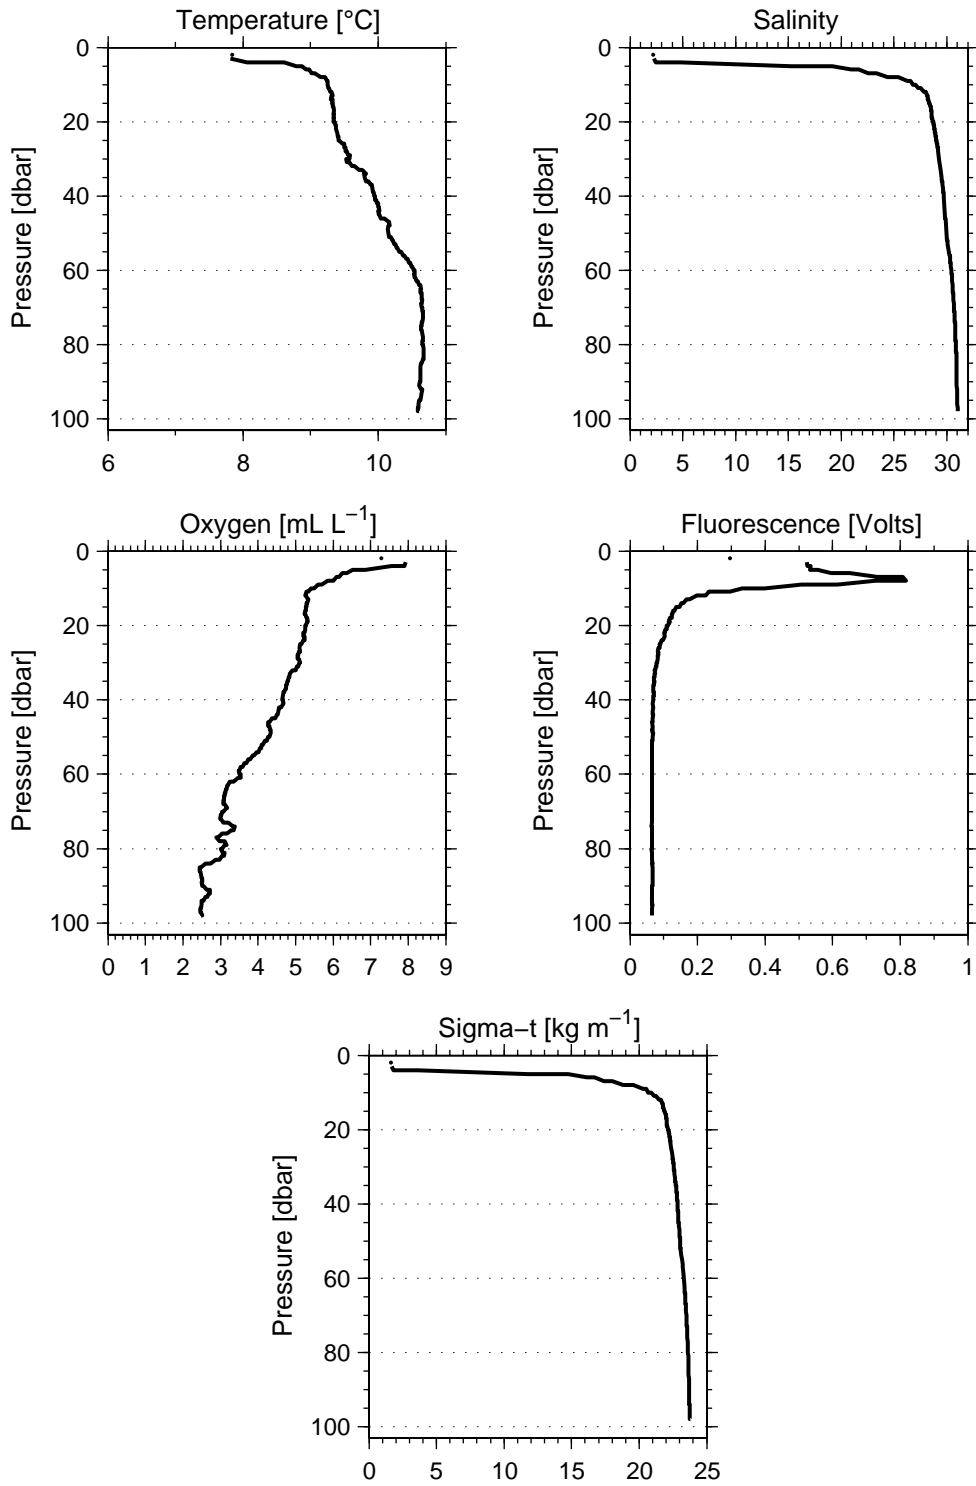 Temperature [°C]
0
20
40
60
80
100
Pressure [dbar]
6 8 10
Salinity
0
20
40
60
80
100
Pressure [dbar]
0 5 10 15 20 25 30
Oxygen [mL L−1]
0
20
40
60
80
100
Pressure [dbar]
0 1 2 3 4 5 6 7 8 9
Fluorescence [Volts]
0
20
40
60
80
100
Pressure [dbar]
0 0.2 0.4 0.6 0.8 1
Sigma−t [kg m−1]
0
20
40
60
80
100
Pressure [dbar]
0 5 10 15 20 25